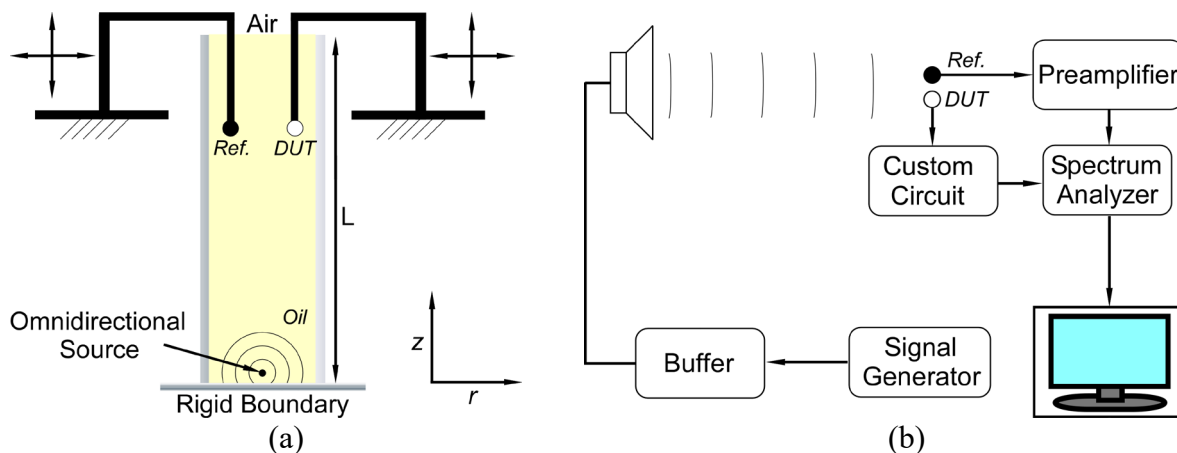 Air
Ref.
DUT
L
Oil
Omnidirectional
Source
z
r
Rigid Boundary
(a)
Ref.
DUT
Preamplifier
Custom
Circuit
Spectrum
Analyzer
Buffer
Signal
Generator
(b)